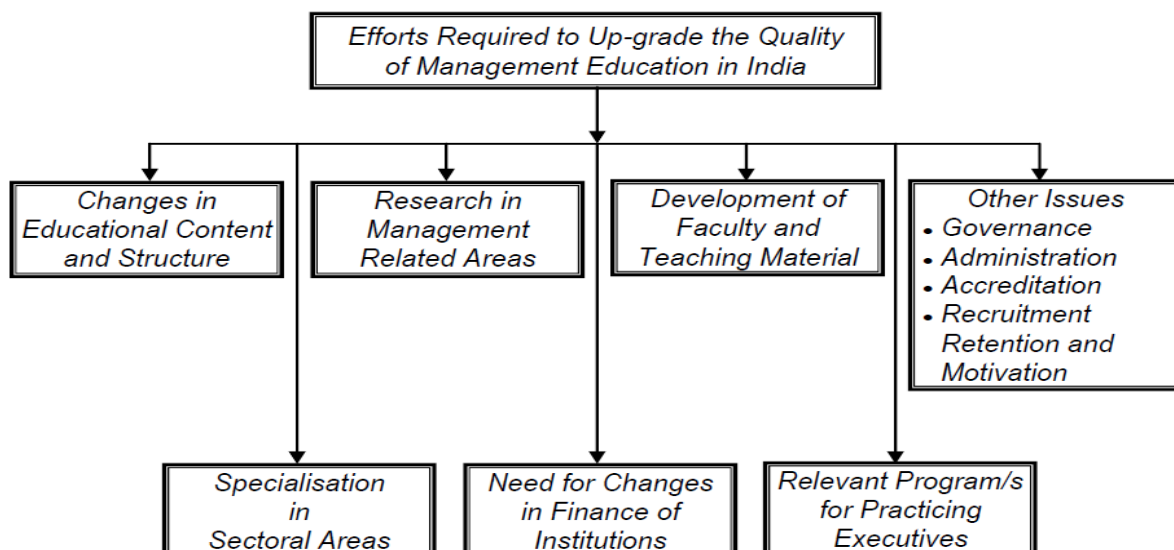 Efforts Required to Up-grade the Quality
of Management Education in India
Changes in
Educational Content
and Structure
Research in
Management
Related Areas
Development of
Faculty and
Teaching Material
Other Issues
• Governance
• Administration
• Accreditation
• Recruitment
Retention and
Motivation
Specialisation
in
Sectoral Areas
Need for Changes
in Finance of
Institutions
Relevant Program/s
for Practicing
Executives